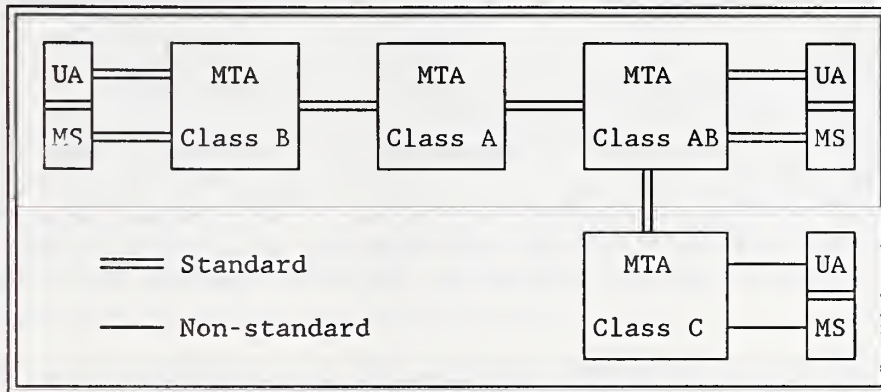 UA MTA MTA MTA UA
MS Class B Class A Class AB MS
Standard MTA UA
Non-standard Class C MS